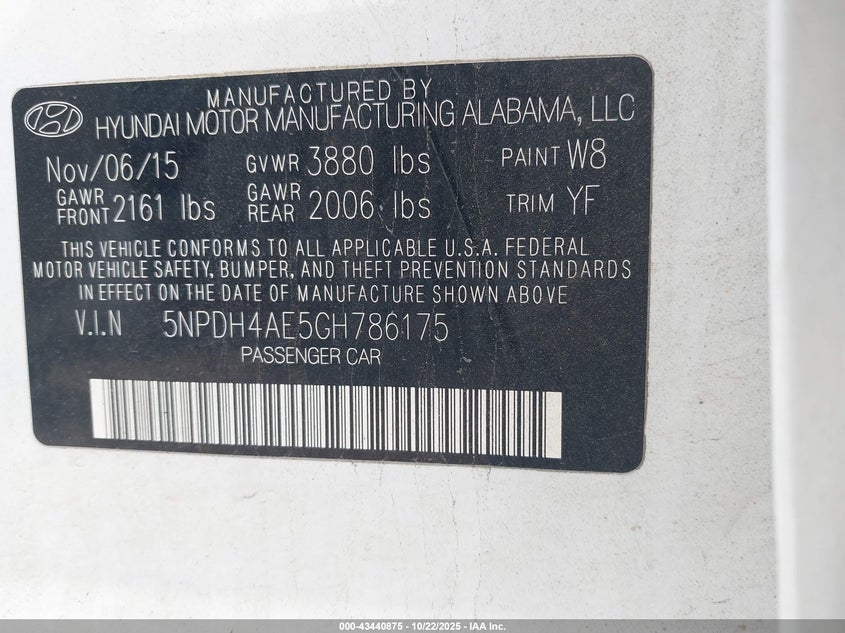 MANUFACTURED BY
HYUNDAI MOTOR MANUFACTURING ALABAMA, LLC
Nov/06/15 GVWR 3880 lbs PAINT W8
GAWR FRONT 2161 lbs GAWR REAR 2006 lbs TRIM YF
THIS VEHICLE CONFORMS TO ALL APPLICABLE U.S.A. FEDERAL
MOTOR VEHICLE SAFETY, BUMPER, AND THEFT PREVENTION STANDARDS
IN EFFECT ON THE DATE OF MANUFACTURE SHOWN ABOVE
V.I.N 5NPDH4AE5GH786175
PASSENGER CAR
000-43440875 - 10/22/2025 - IAA Inc.